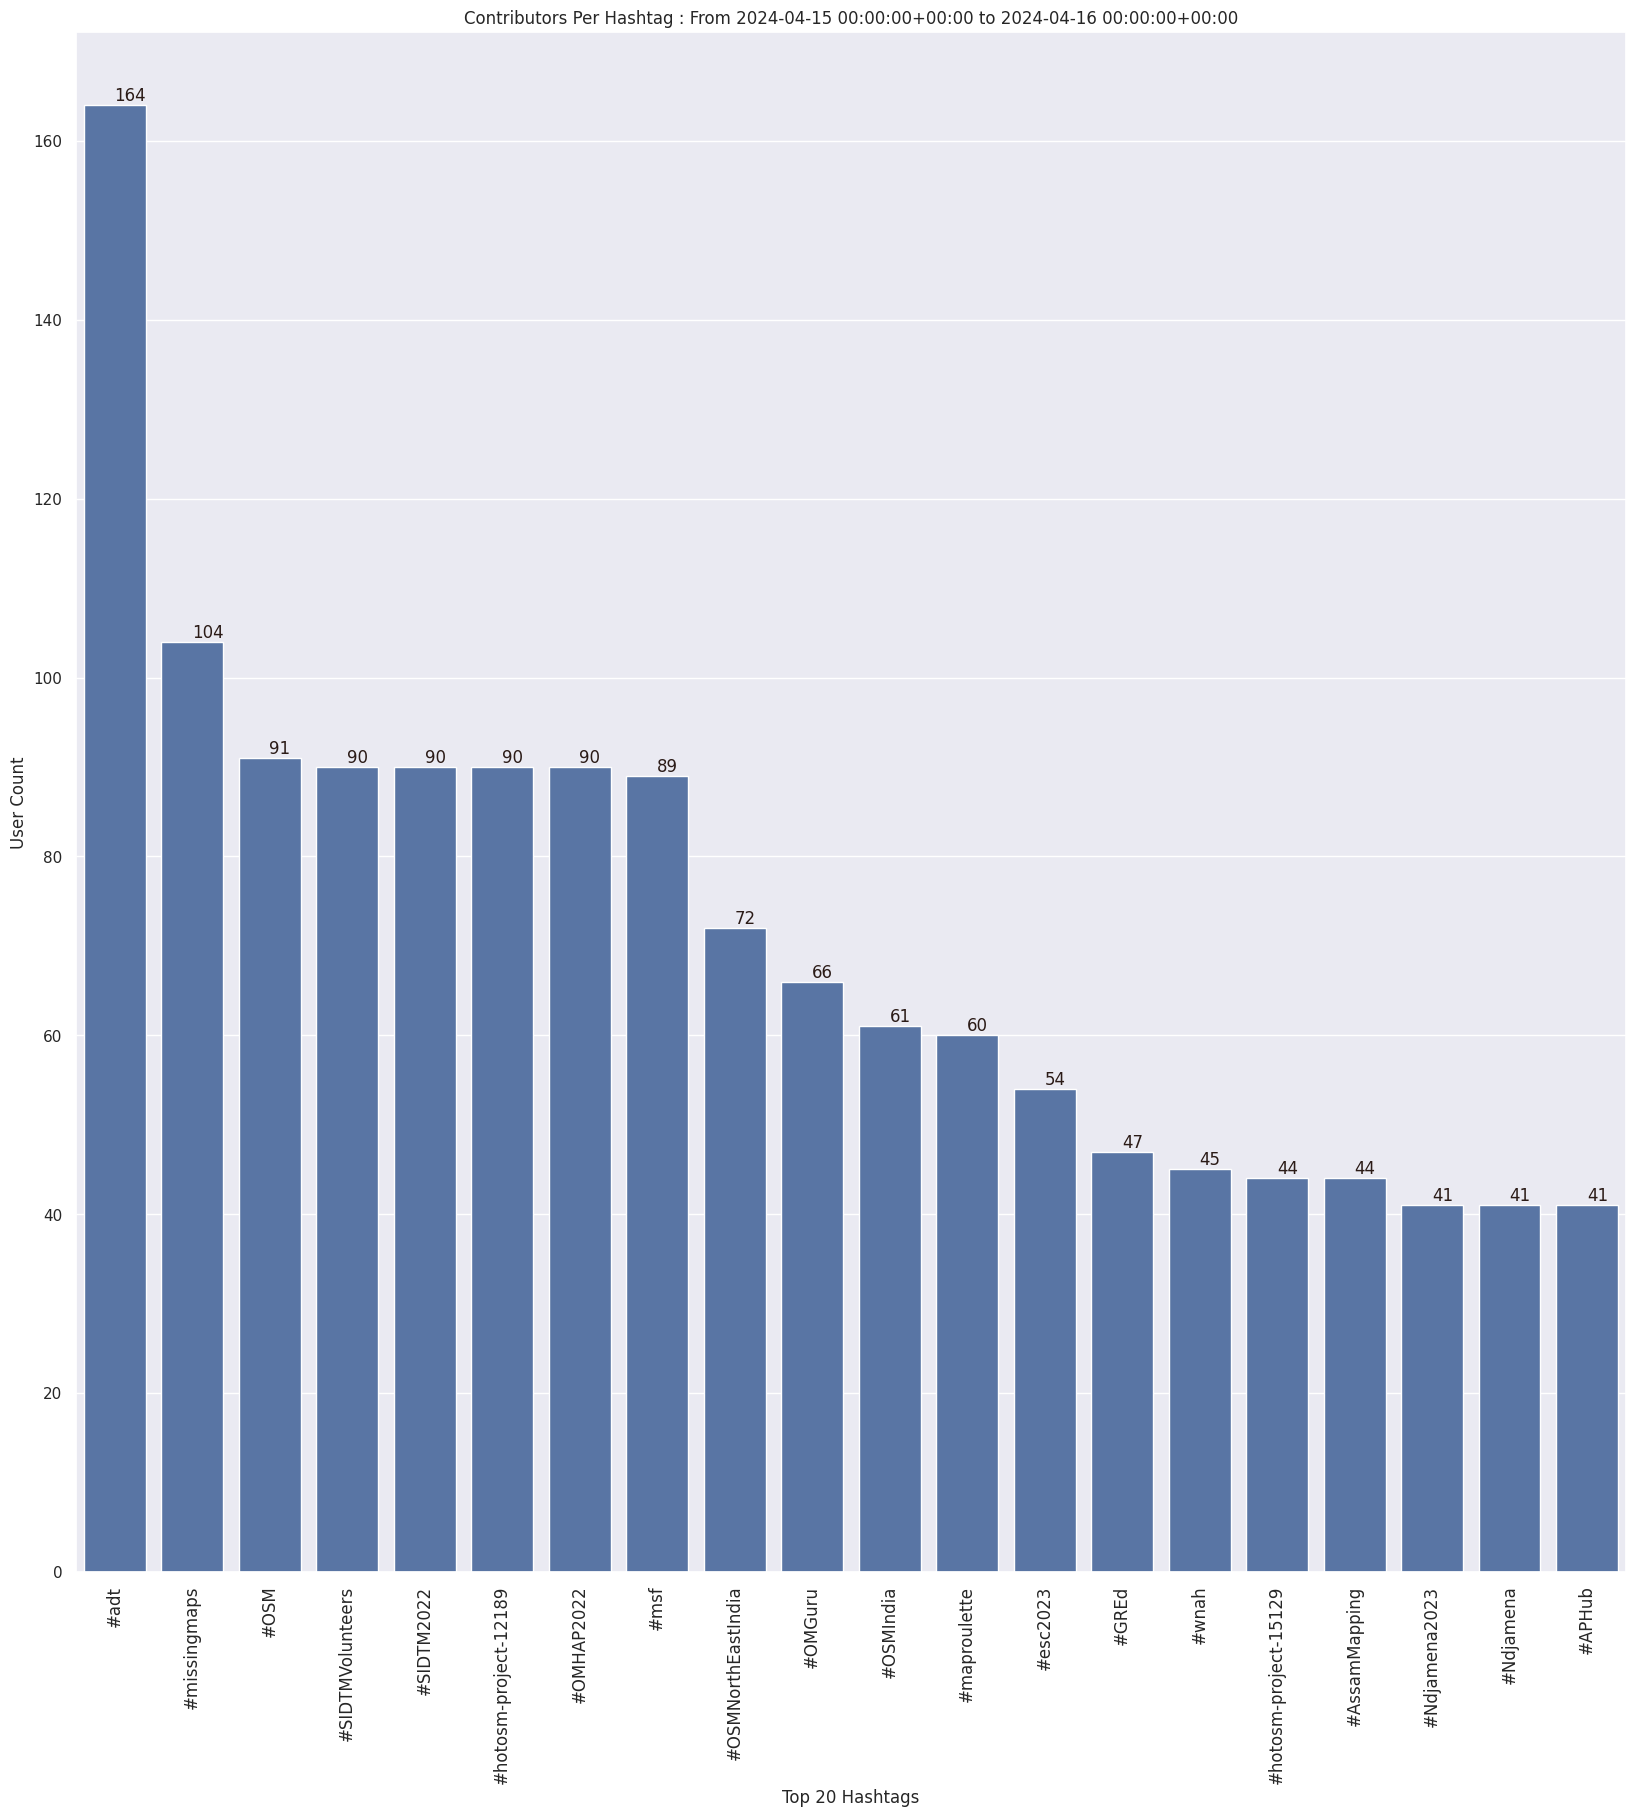 Contributors Per Hashtag : From 2024-04-15 00:00:00+00:00 to 2024-04-16 00:00:00+00:00
User Count
160
140
120
100
80
60
40
20
0
164
104
91
90
90
90
90
89
72
66
61
60
54
47
45
44
44
41
41
41
#adt
#missingmaps
#OSM
#SIDTMVolunteers
#SIDTM2022
#hotosm-project-12189
#OMHAP2022
#msf
#OSMNorthEastIndia
#OMGuru
#OSMIndia
#maproulette
#esc2023
#GREd
#wnah
#hotosm-project-15129
#AssamMapping
#Ndjamena2023
#Ndjamena
#APHub
Top 20 Hashtags